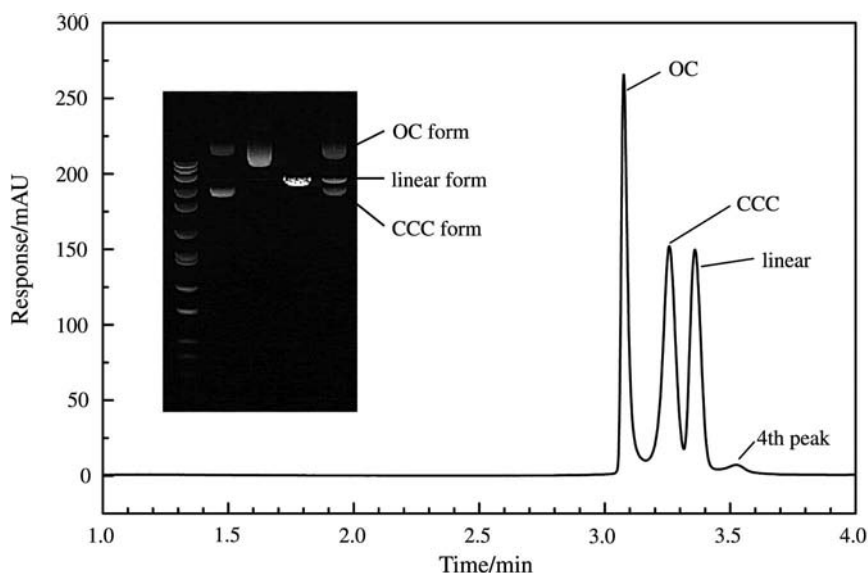 300
250
200
150
100
50
0
Response/mAU
1.0
1.5
2.0
2.5
3.0
3.5
4.0
Time/min
OC form
linear form
CCC form
OC
CCC
linear
4th peak